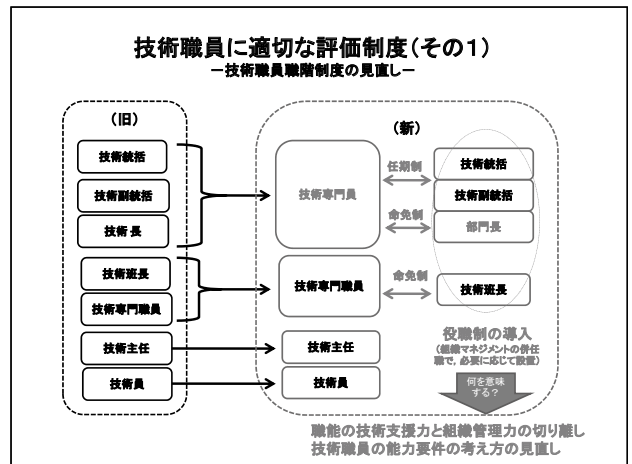 技術職員に適切な評価制度（その１）
－技術職員職階制度の見直し－
（旧）
技術統括
技術副統括
技術長
技術班長
技術専門職員
技術主任
技術員
（新）
技術専門員
技術専門職員
技術主任
技術員
任期制
命免制
命免制
技術統括
技術副統括
部門長
技術班長
役職制の導入
（組織マネジメントの併任
職で，必要に応じて設置）
何を意味
する？
職能の技術支援力と組織管理力の切り離し
技術職員の能力要件の考え方の見直し